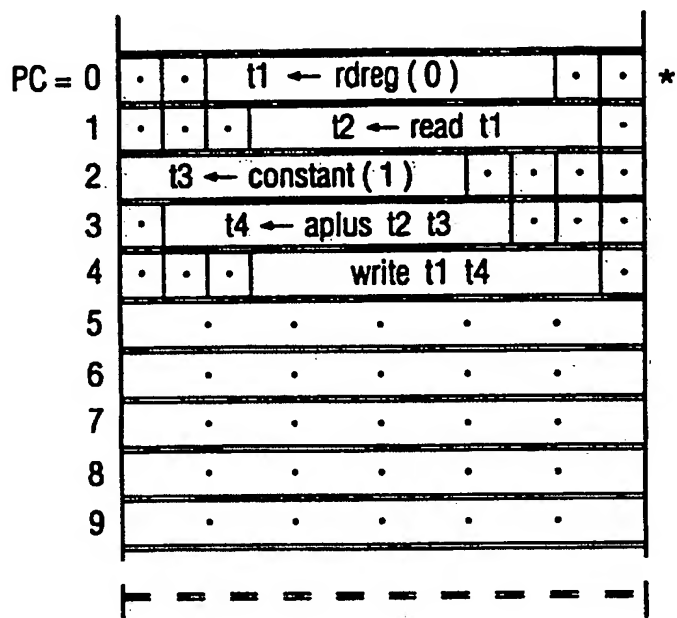 PC = 0 · · t1 ← rdreg ( 0 ) · · *
1 · · · t2 ← read t1 ·
2 t3 ← constant ( 1 ) · · · ·
3 · t4 ← aplus t2 t3 · · ·
4 · · · write t1 t4 ·
5 · · · · ·
6 · · · · ·
7 · · · · ·
8 · · · · ·
9 · · · · ·